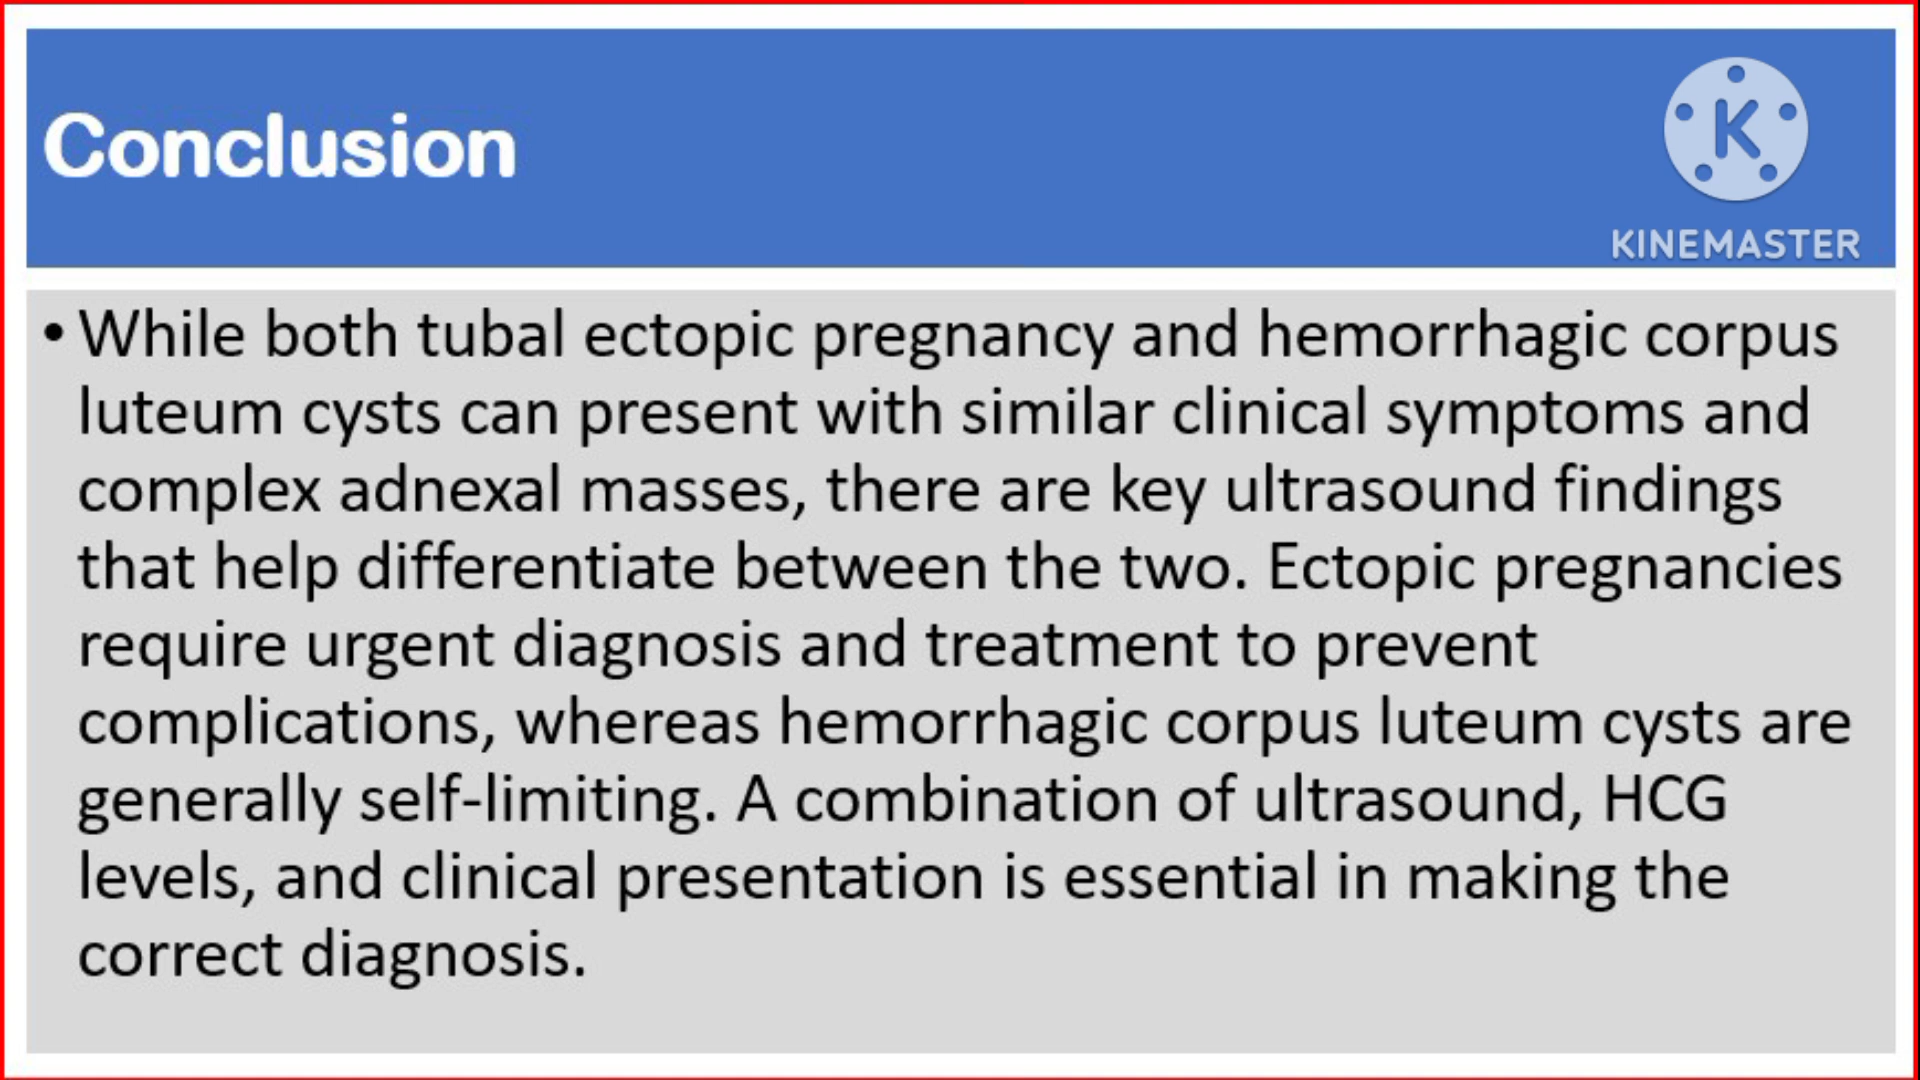 Conclusion
K
KINEMASTER
• While both tubal ectopic pregnancy and hemorrhagic corpus
luteum cysts can present with similar clinical symptoms and
complex adnexal masses, there are key ultrasound findings
that help differentiate between the two. Ectopic pregnancies
require urgent diagnosis and treatment to prevent
complications, whereas hemorrhagic corpus luteum cysts are
generally self-limiting. A combination of ultrasound, HCG
levels, and clinical presentation is essential in making the
correct diagnosis.